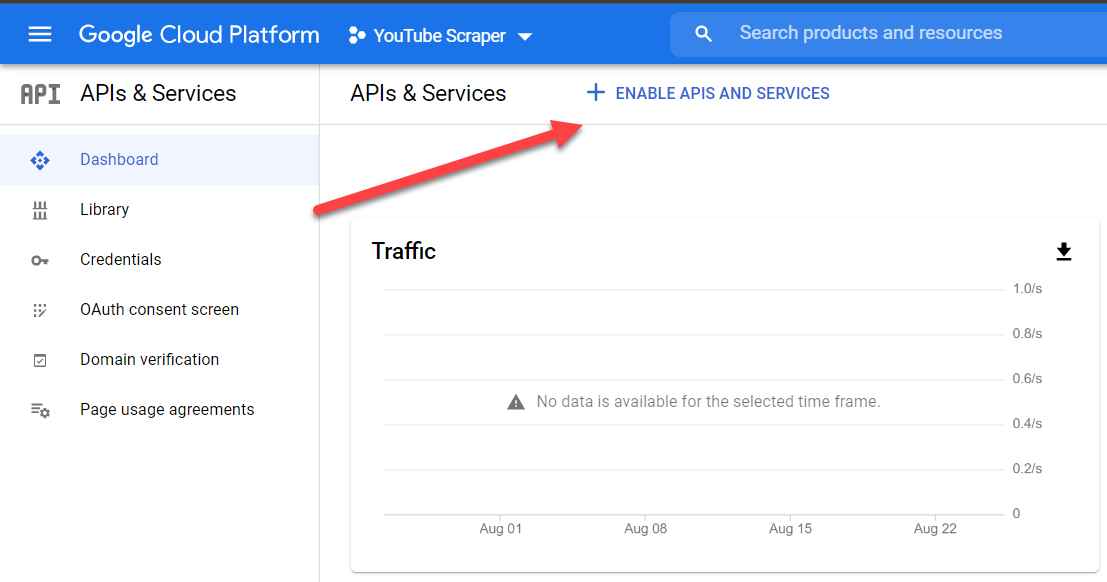 Google Cloud Platform
YouTube Scraper
Search products and resources
API
APIs & Services
APIs & Services
ENABLE APIS AND SERVICES
Dashboard
Library
Credentials
OAuth consent screen
Domain verification
Page usage agreements
Traffic
1.0/s
0.8/s
0.6/s
No data is available for the selected time frame.
0.4/s
0.2/s
0
Aug 01
Aug 08
Aug 15
Aug 22